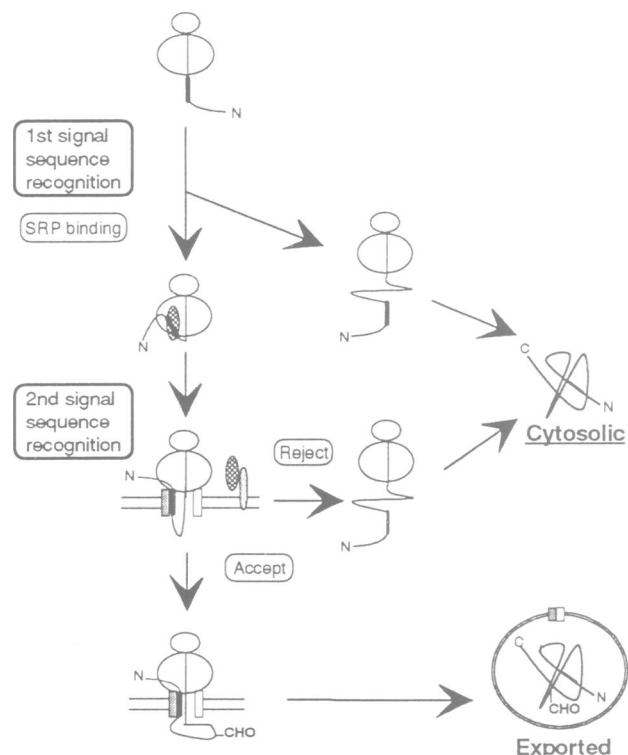 N
1st signal
sequence
recognition
SRP binding
N
N
C
N
Cytosolic
2nd signal
sequence
recognition
N
Reject
N
Accept
N
CHO
C
N
CHO
Exported